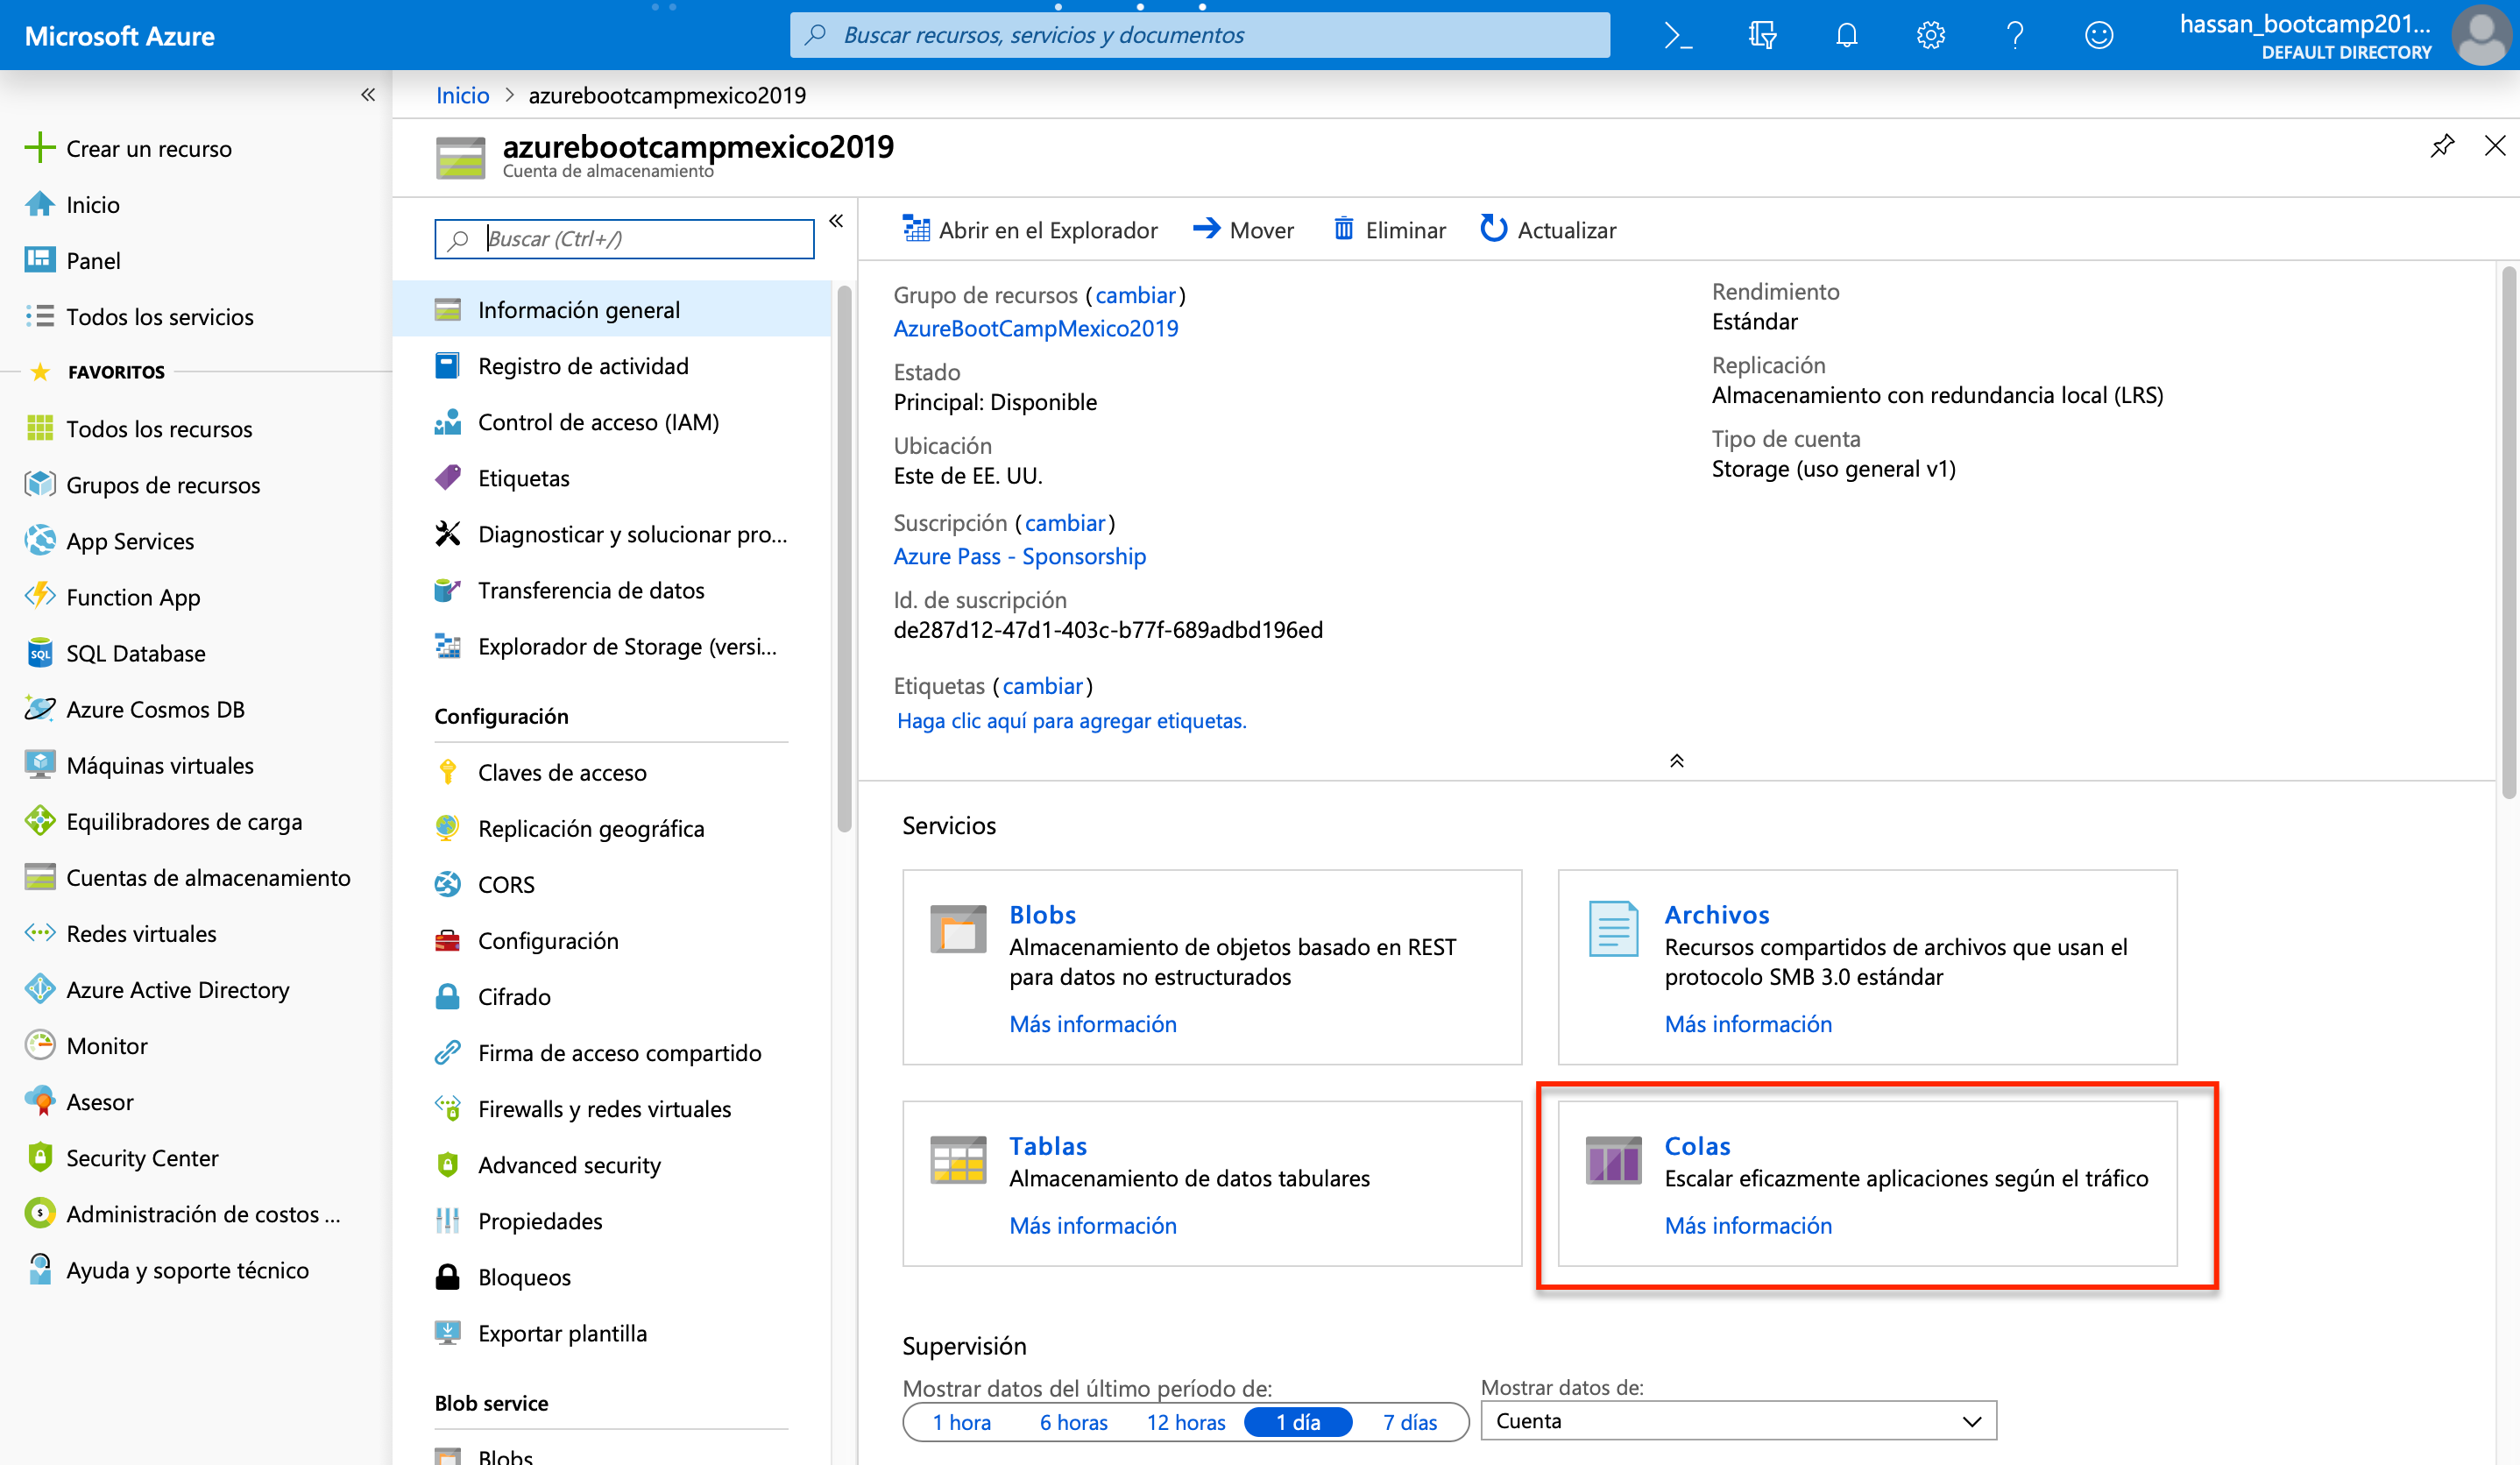 Microsoft Azure
Buscar recursos, servicios y documentos
hassan_bootcamp201...
DEFAULT DIRECTORY
Crear un recurso
Inicio
Panel
Todos los servicios
FAVORITOS
Todos los recursos
Grupos de recursos
App Services
Function App
SQL Database
Azure Cosmos DB
Máquinas virtuales
Equilibradores de carga
Cuentas de almacenamiento
Redes virtuales
Azure Active Directory
Monitor
Asesor
Security Center
Administración de costos ...
Ayuda y soporte técnico
Inicio > azurebootcampmexico2019
azurebootcampmexico2019
Cuenta de almacenamiento
Buscar (Ctrl+/)
Información general
Registro de actividad
Control de acceso (IAM)
Etiquetas
Diagnosticar y solucionar pro...
Transferencia de datos
Explorador de Storage (versi...
Configuración
Claves de acceso
Replicación geográfica
CORS
Configuración
Cifrado
Firma de acceso compartido
Firewalls y redes virtuales
Advanced security
Propiedades
Bloqueos
Exportar plantilla
Blob service
Blobs
Abrir en el Explorador
Mover
Eliminar
Actualizar
Grupo de recursos (cambiar)
AzureBootCampMexico2019
Estado
Principal: Disponible
Ubicación
Este de EE. UU.
Suscripción (cambiar)
Azure Pass - Sponsorship
Id. de suscripción
de287d12-47d1-403c-b77f-689adbd196ed
Etiquetas (cambiar)
Haga clic aquí para agregar etiquetas.
Rendimiento
Estándar
Replicación
Almacenamiento con redundancia local (LRS)
Tipo de cuenta
Storage (uso general v1)
Servicios
Blobs
Almacenamiento de objetos basado en REST
para datos no estructurados
Más información
Archivos
Recursos compartidos de archivos que usan el
protocolo SMB 3.0 estándar
Más información
Tablas
Almacenamiento de datos tabulares
Más información
Colas
Escalar eficazmente aplicaciones según el tráfico
Más información
Supervisión
Mostrar datos del último período de:
1 hora
6 horas
12 horas
1 día
7 días
Mostrar datos de:
Cuenta